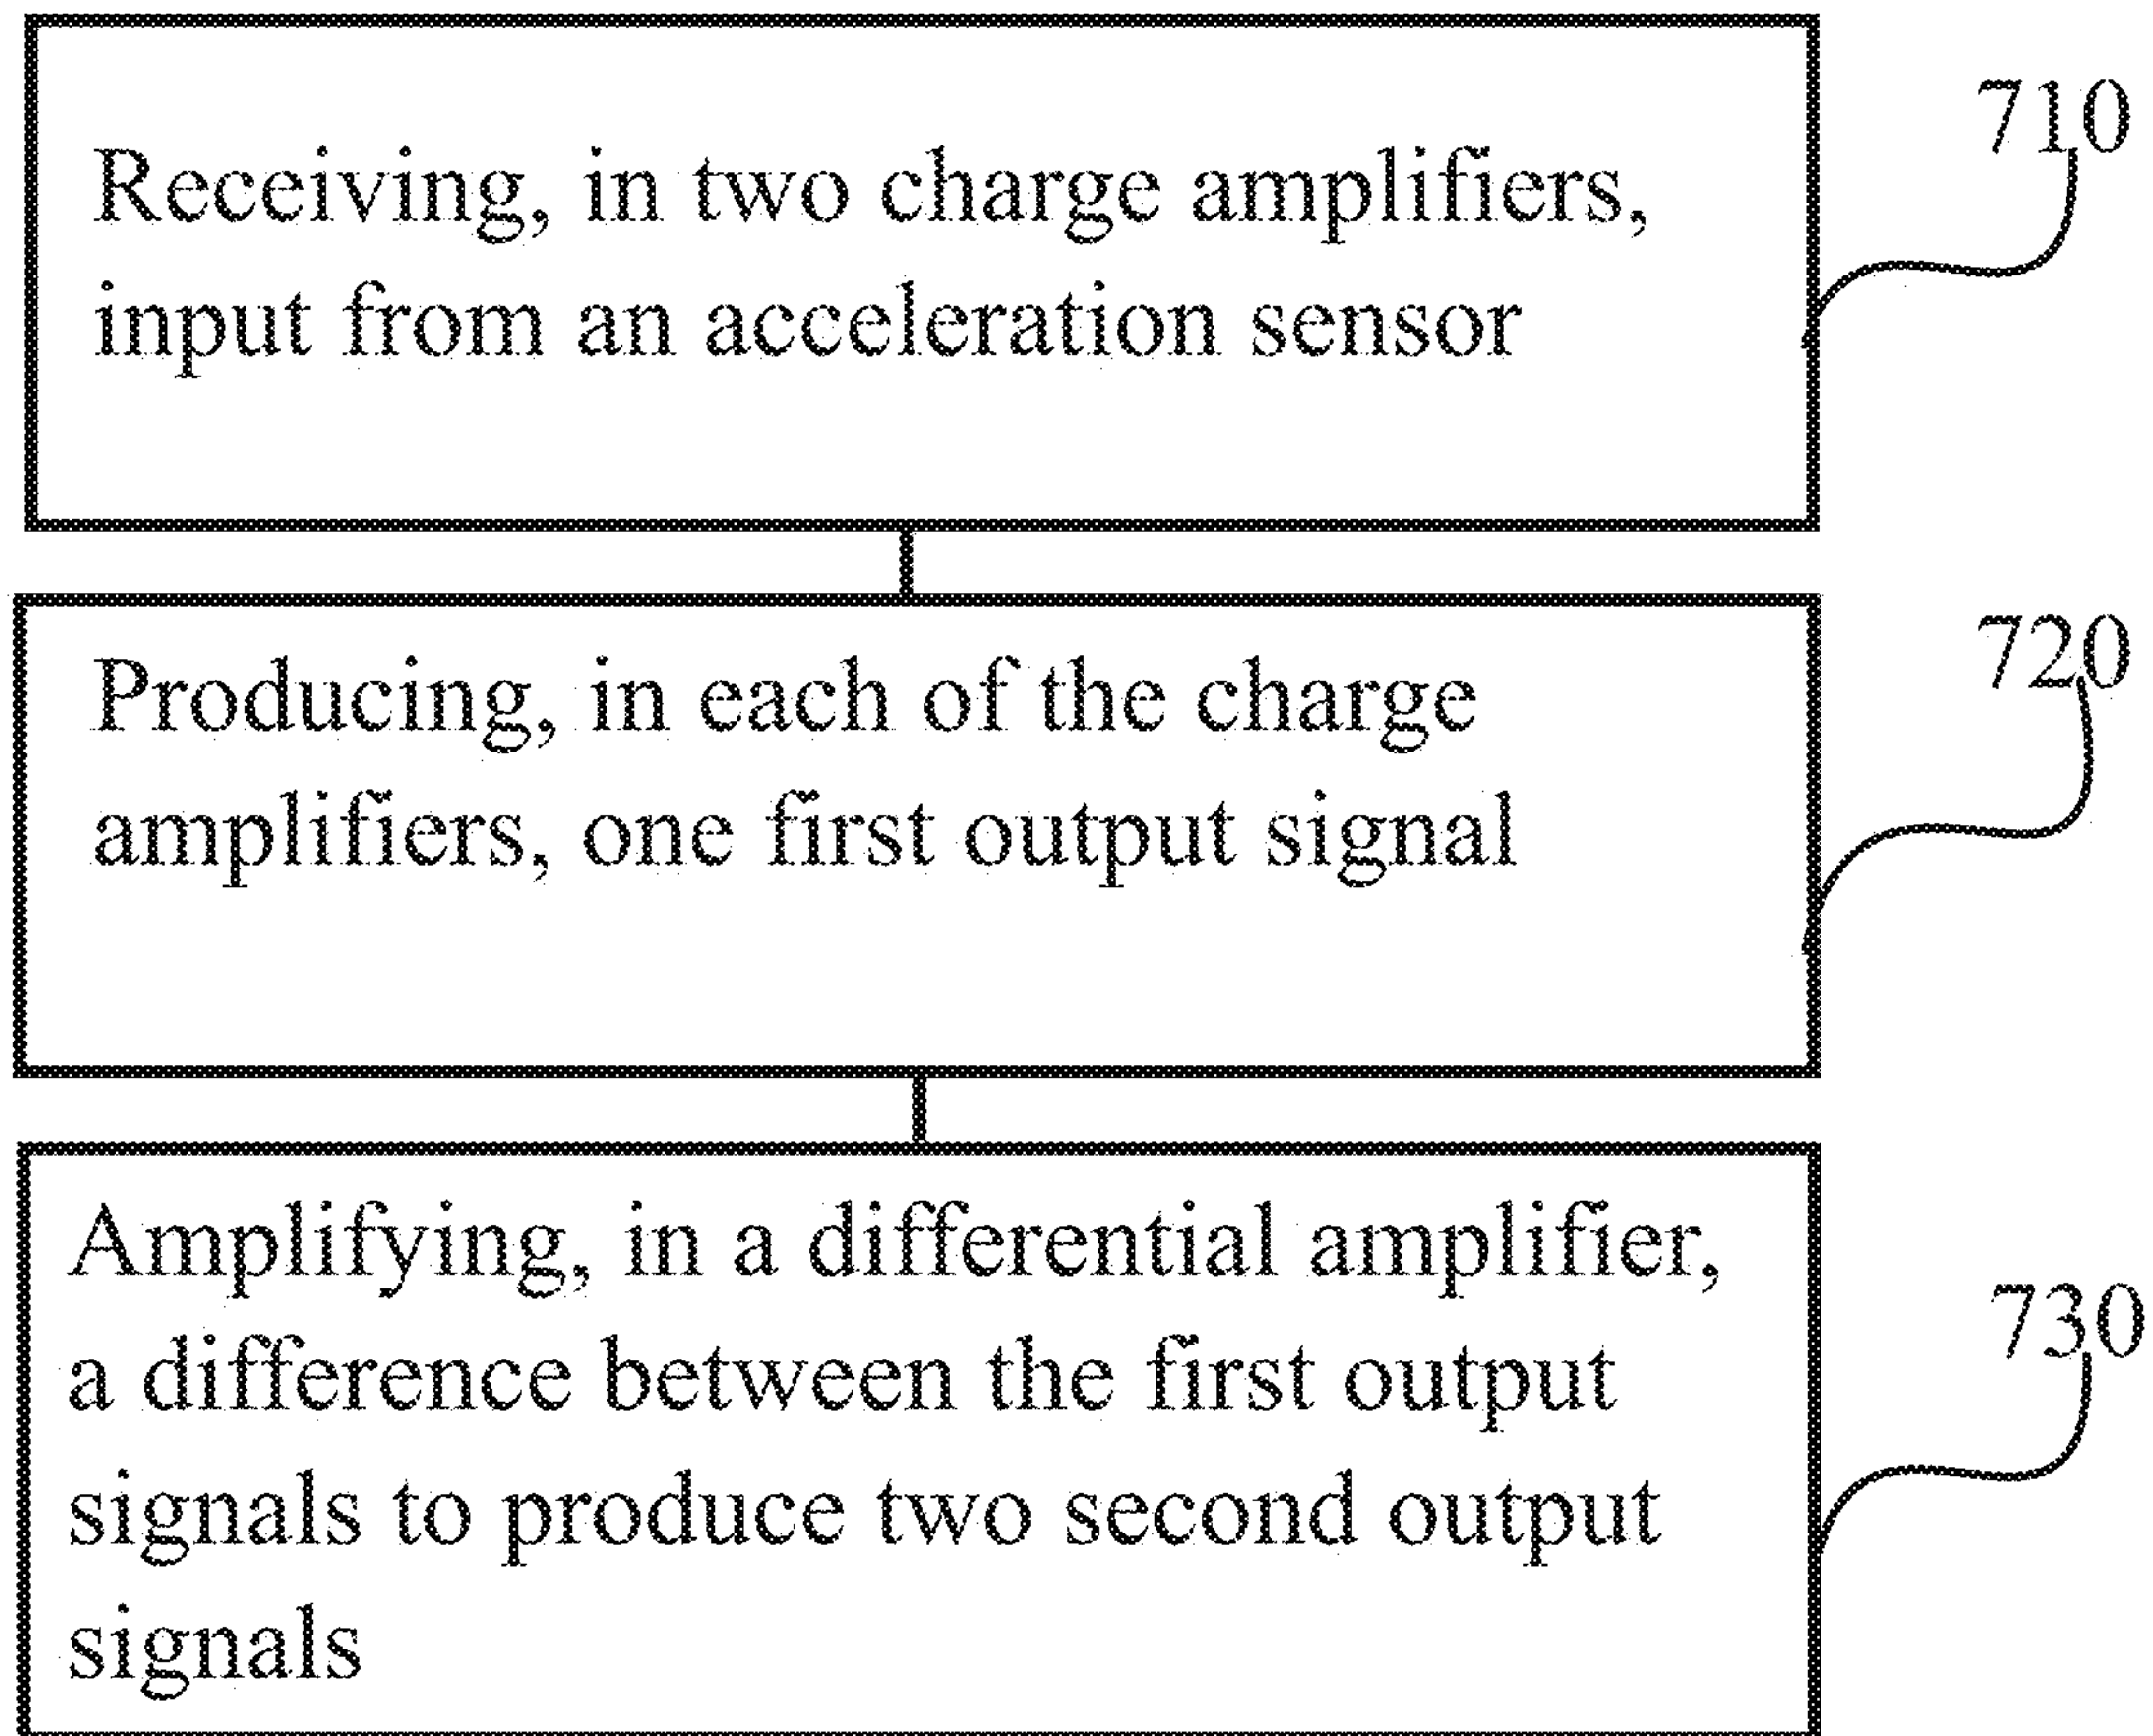 710
Receiving, in two charge amplifiers,
input from an acceleration sensor
720
Producing, in each of the charge
amplifiers, one first output signal
Amplifying, in a differential amplifier,
730
a difference between the first output
signals to produce two second output
signals